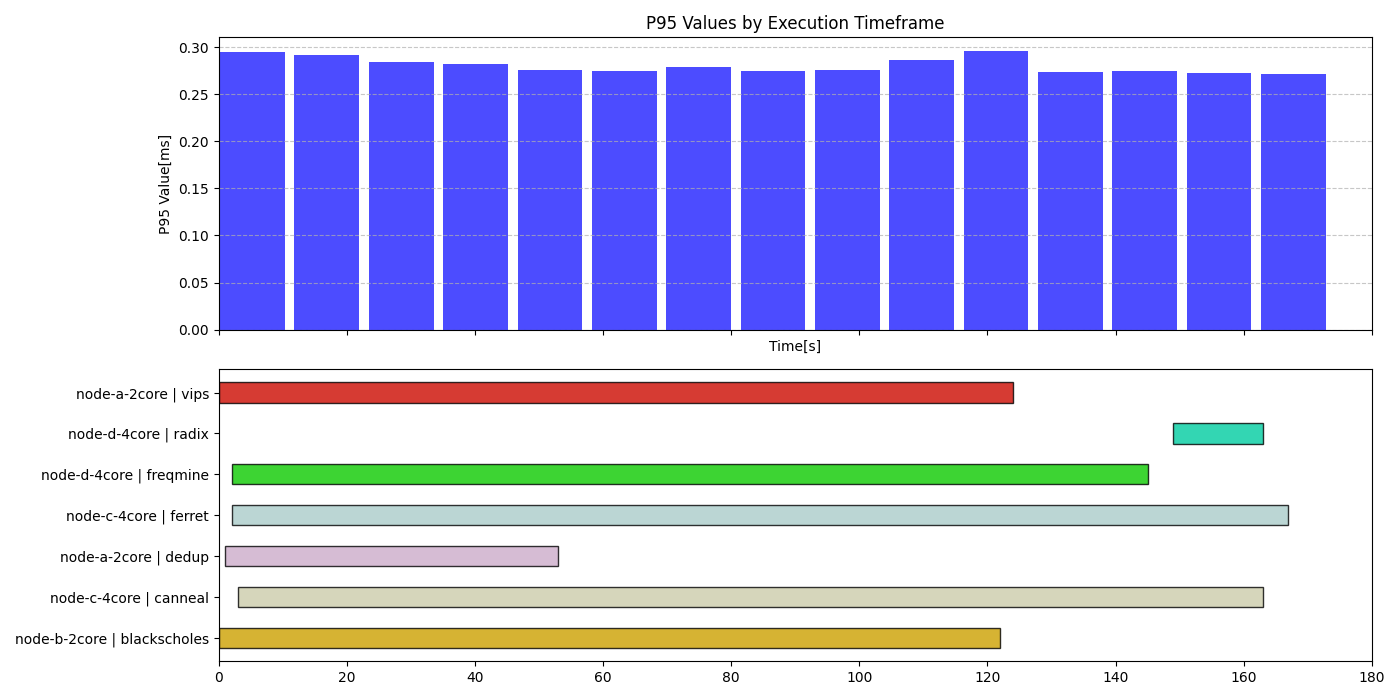 P95 Values by Execution Timeframe
P95 Value[ms]
0.30
0.25
0.20
0.15
0.10
0.05
0.00
Time[s]
node-a-2core | vips
node-d-4core | radix
node-d-4core | freqmine
node-c-4core | ferret
node-a-2core | dedup
node-c-4core | canneal
node-b-2core | blackscholes
0 20 40 60 80 100 120 140 160 180